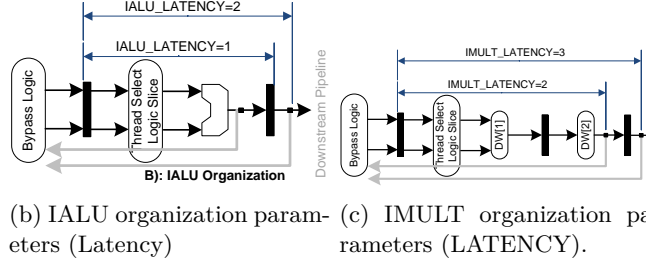 IALU_LATENCY=2
IALU_LATENCY=1
Bypass Logic
Thread Select
Logic Slice
Downstream Pipeline
B): IALU Organization
IMULT_LATENCY=3
IMULT_LATENCY=2
Bypass Logic
Thread Select
Logic Slice
DW[1]
DW[2]
(b) IALU organization param-
eters (Latency)
(c) IMULT organization pa
rameters (LATENCY).